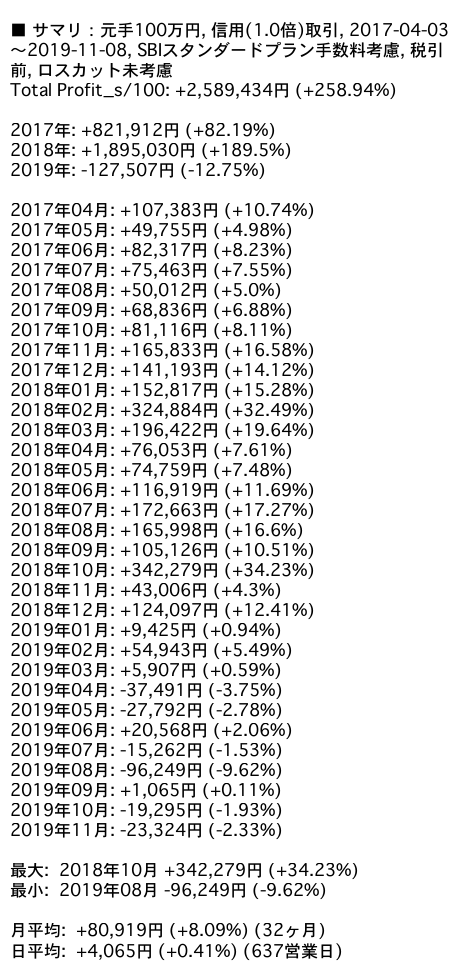 ■ サマリ : 元手100万円, 信用(1.0倍)取引, 2017-04-03
〜2019-11-08, SBIスタンダードプラン手数料考慮, 税引
前, ロスカット未考慮
Total Profit_s/100: +2,589,434円 (+258.94%)
2017年: +821,912円 (+82.19%)
2018年: +1,895,030円 (+189.5%)
2019年: -127,507円 (-12.75%)
2017年04月: +107,383円 (+10.74%)
2017年05月: +49,755円 (+4.98%)
2017年06月: +82,317円 (+8.23%)
2017年07月: +75,463円 (+7.55%)
2017年08月: +50,012円 (+5.0%)
2017年09月: +68,836円 (+6.88%)
2017年10月: +81,116円 (+8.11%)
2017年11月: +165,833円 (+16.58%)
2017年12月: +141,193円 (+14.12%)
2018年01月: +152,817円 (+15.28%)
2018年02月: +324,884円 (+32.49%)
2018年03月: +196,422円 (+19.64%)
2018年04月: +76,053円 (+7.61%)
2018年05月: +74,759円 (+7.48%)
2018年06月: +116,919円 (+11.69%)
2018年07月: +172,663円 (+17.27%)
2018年08月: +165,998円 (+16.6%)
2018年09月: +105,126円 (+10.51%)
2018年10月: +342,279円 (+34.23%)
2018年11月: +43,006円 (+4.3%)
2018年12月: +124,097円 (+12.41%)
2019年01月: +9,425円 (+0.94%)
2019年02月: +54,943円 (+5.49%)
2019年03月: +5,907円 (+0.59%)
2019年04月: -37,491円 (-3.75%)
2019年05月: -27,792円 (-2.78%)
2019年06月: +20,568円 (+2.06%)
2019年07月: -15,262円 (-1.53%)
2019年08月: -96,249円 (-9.62%)
2019年09月: +1,065円 (+0.11%)
2019年10月: -19,295円 (-1.93%)
2019年11月: -23,324円 (-2.33%)
最大: 2018年10月 +342,279円 (+34.23%)
最小: 2019年08月 -96,249円 (-9.62%)
月平均: +80,919円 (+8.09%) (32ヶ月)
日平均: +4,065円 (+0.41%) (637営業日)